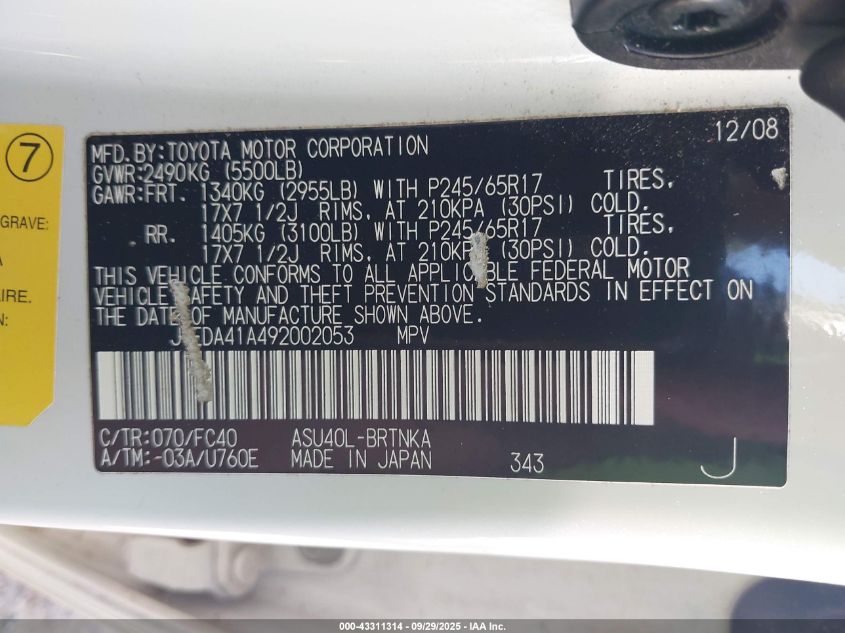 7
GRAVE:
A
AIRE.
ON.
12/08
MFD.BY:TOYOTA MOTOR CORPORATION
GVWR:2490KG (5500LB)
GAWR:FRT. 1340KG (2955LB) WITH P245/65R17 TIRES,
17X7 1/2J RIMS, AT 210KPA (30PSI) COLD.
RR. 1405KG (3100LB) WITH P245/65R17 TIRES,
17X7 1/2J RIMS, AT 210KPA (30PSI) COLD.
THIS VEHICLE CONFORMS TO ALL APPLICABLE FEDERAL MOTOR
VEHICLE SAFETY AND THEFT PREVENTION STANDARDS IN EFFECT ON
THE DATE OF MANUFACTURE SHOWN ABOVE.
MPV
C/TR:070/FC40 ASU40L-BRTNKA
A/TM:-03A/U760E MADE IN JAPAN 343 J
000-43311314 - 09/29/2025 - IAA Inc.